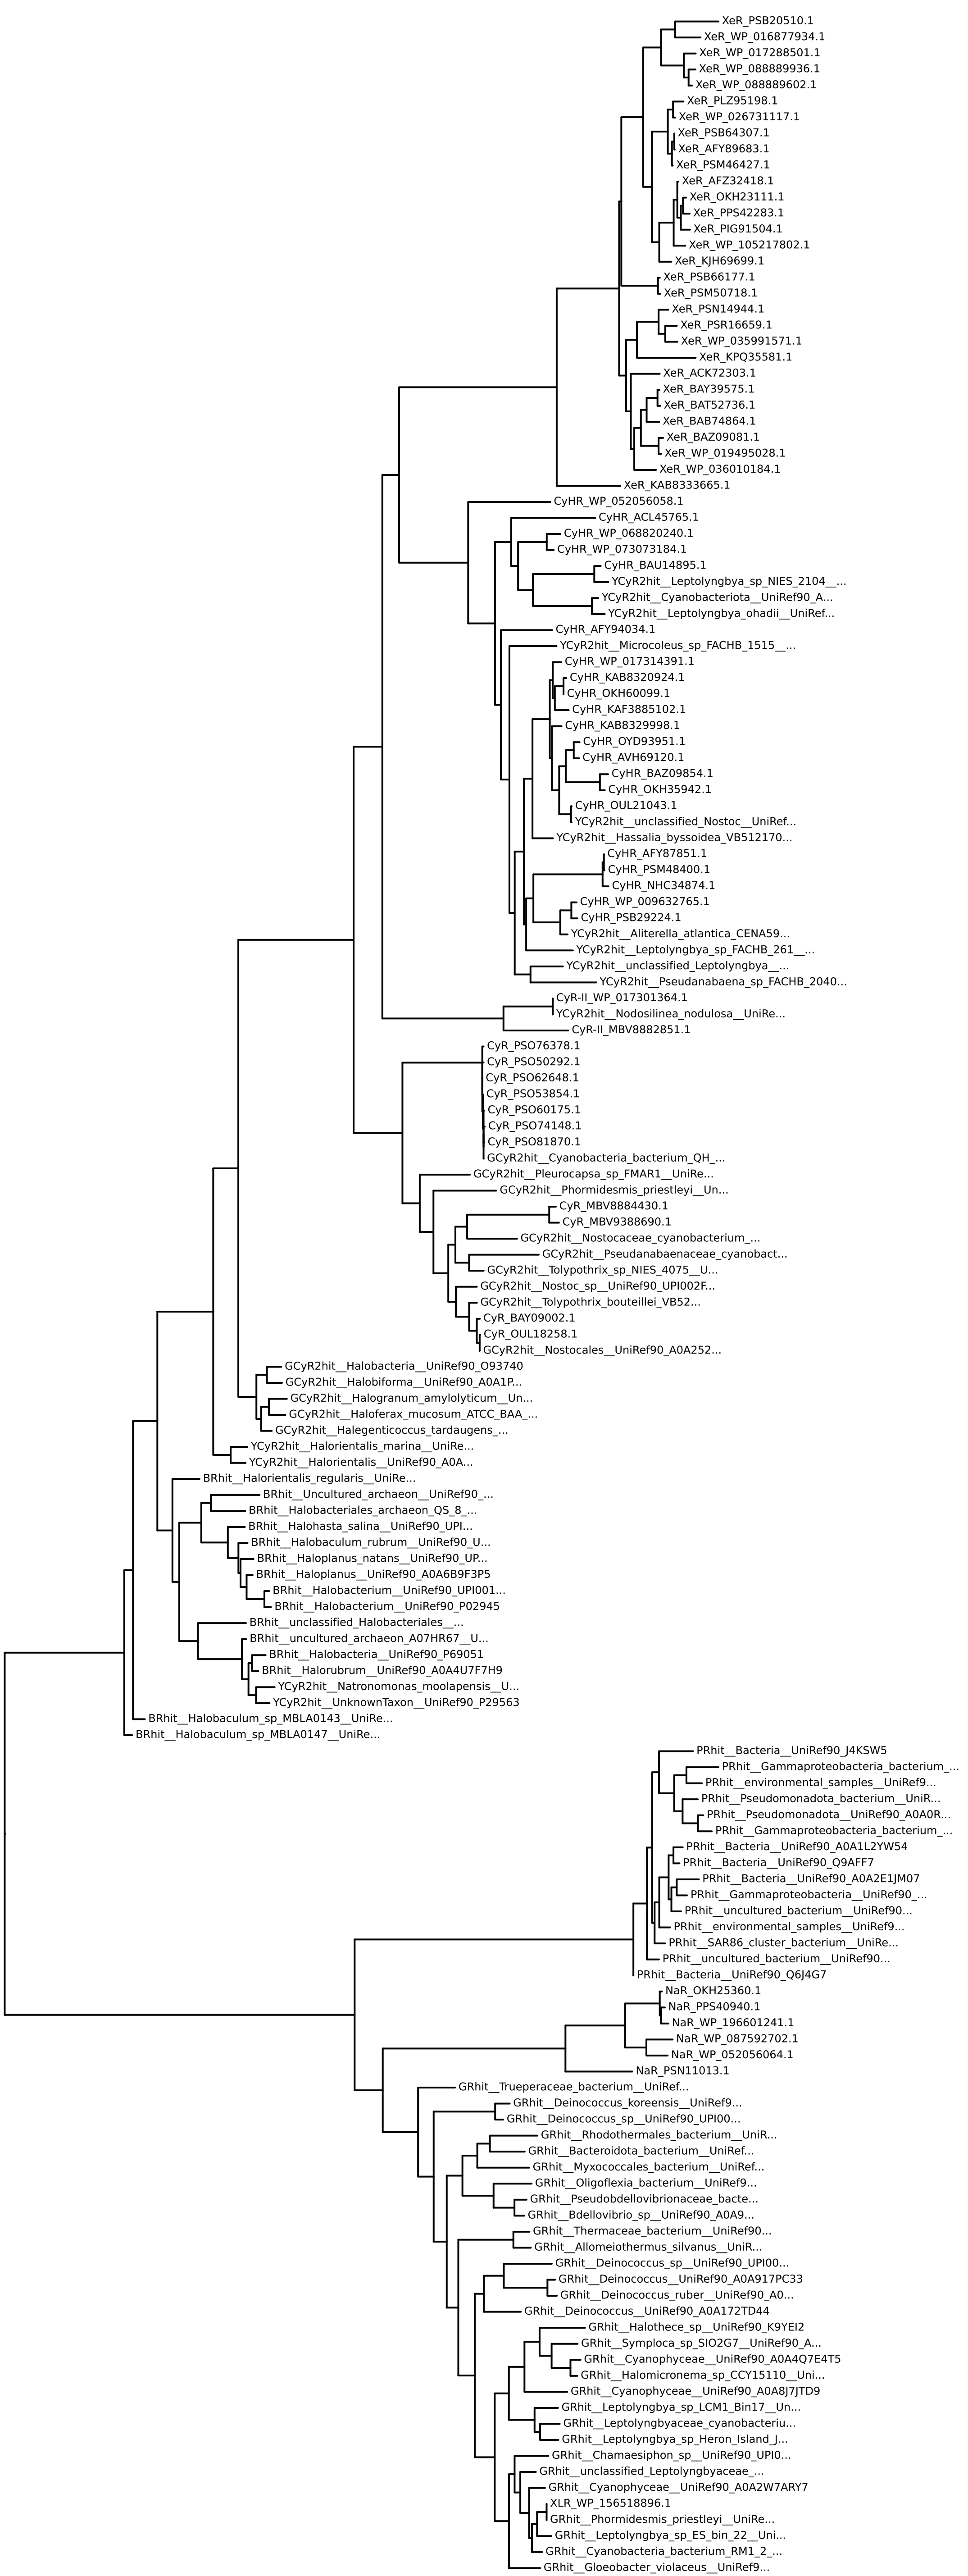 XeR_PSB20510.1
XeR_WP_016877934.1
XeR_WP_017288501.1
XeR_WP_088889936.1
XeR_WP_088889602.1
XeR_PLZ95198.1
XeR_WP_026731117.1
XeR_PSB64307.1
XeR_AFY89683.1
XeR_PSM46427.1
XeR_AFZ32418.1
XeR_OKH23111.1
XeR_PPS42283.1
XeR_PIG91504.1
XeR_WP_105217802.1
XeR_KJH69699.1
XeR_PSB66177.1
XeR_PSM50718.1
XeR_PSN14944.1
XeR_PSR16659.1
XeR_WP_035991571.1
XeR_KPQ35581.1
XeR_ACK72303.1
XeR_BAY39575.1
XeR_BAT52736.1
XeR_BAB74864.1
XeR_BAZ09081.1
XeR_WP_019495028.1
XeR_WP_036010184.1
XeR_KAB8333665.1
CyHR_WP_052056058.1
CyHR_ACL45765.1
CyHR_WP_068820240.1
CyHR_WP_073073184.1
CyHR_BAU14895.1
YCyR2hit__Leptolyngbya_sp_NIES_2104__...
YCyR2hit__Cyanobacteriota__UniRef90_A...
YCyR2hit__Leptolyngbya_ohadii__UniRef...
CyHR_AFY94034.1
YCyR2hit__Microcoleus_sp_FACHB_1515__...
CyHR_WP_017314391.1
CyHR_KAB8320924.1
CyHR_OKH60099.1
CyHR_KAF3885102.1
CyHR_KAB8329998.1
CyHR_OYD93951.1
CyHR_AVH69120.1
CyHR_BAZ09854.1
CyHR_OKH35942.1
CyHR_OUL21043.1
YCyR2hit__unclassified_Nostoc__UniRef...
YCyR2hit__Hassalia_byssoidea_VB512170...
CyHR_AFY87851.1
CyHR_PSM48400.1
CyHR_NHC34874.1
CyHR_WP_009632765.1
CyHR_PSB29224.1
YCyR2hit__Aliterella_atlantica_CENA59...
YCyR2hit__Leptolyngbya_sp_FACHB_261__...
YCyR2hit__unclassified_Leptolyngbya__...
YCyR2hit__Pseudanabaena_sp_FACHB_2040...
CyR-II_WP_017301364.1
YCyR2hit__Nodosilinea_nodulosa__UniRe...
CyR-II_MBV8882851.1
CyR_PSO76378.1
CyR_PSO50292.1
CyR_PSO62648.1
CyR_PSO53854.1
CyR_PSO60175.1
CyR_PSO74148.1
CyR_PSO81870.1
GCyR2hit__Cyanobacteria_bacterium_QH_...
GCyR2hit__Pleurocapsa_sp_FMAR1__UniRe...
GCyR2hit__Phormidesmis_priestleyi__Un...
CyR_MBV8884430.1
CyR_MBV9388690.1
GCyR2hit__Nostocaceae_cyanobacterium_...
GCyR2hit__Pseudanabaenaceae_cyanobact...
GCyR2hit__Tolypothrix_sp_NIES_4075__U...
GCyR2hit__Nostoc_sp__UniRef90_UPI002F...
GCyR2hit__Tolypothrix_bouteillei_VB52...
CyR_BAY09002.1
CyR_OUL18258.1
GCyR2hit__Nostocales__UniRef90_A0A252...
GCyR2hit__Halobacteria__UniRef90_O93740
GCyR2hit__Halobiforma__UniRef90_A0A1P...
GCyR2hit__Halogranum_amylolyticum__Un...
GCyR2hit__Haloferax_mucosum_ATCC_BAA_...
GCyR2hit__Halegenticoccus_tardaugens_...
YCyR2hit__Halorientalis_marina__UniRe...
YCyR2hit__Halorientalis__UniRef90_A0A...
BRhit__Halorientalis_regularis__UniRe...
BRhit__Uncultured_archaeon__UniRef90_...
BRhit__Halobacteriales_archaeon_QS_8_...
BRhit__Halohasta_salina__UniRef90_UPI...
BRhit__Halobaculum_rubrum__UniRef90_U...
BRhit__Haloplanus_natans__UniRef90_UP...
BRhit__Haloplanus__UniRef90_A0A6B9F3P5
BRhit__Halobacterium__UniRef90_UPI001...
BRhit__Halobacterium__UniRef90_P02945
BRhit__unclassified_Halobacteriales__...
BRhit__uncultured_archaeon_A07HR67__U...
BRhit__Halobacteria__UniRef90_P69051
BRhit__Halorubrum__UniRef90_A0A4U7F7H9
YCyR2hit__Natronomonas_moolapensis__U...
YCyR2hit__UnknownTaxon__UniRef90_P29563
BRhit__Halobaculum_sp_MBLA0143__UniRe...
BRhit__Halobaculum_sp_MBLA0147__UniRe...
PRhit__Bacteria__UniRef90_J4KSW5
PRhit__Gammaproteobacteria_bacterium_...
PRhit__environmental_samples__UniRef9...
PRhit__Pseudomonadota_bacterium__UniR...
PRhit__Pseudomonadota__UniRef90_A0A0R...
PRhit__Gammaproteobacteria_bacterium_...
PRhit__Bacteria__UniRef90_A0A1L2YW54
PRhit__Bacteria__UniRef90_Q9AFF7
PRhit__Bacteria__UniRef90_A0A2E1JM07
PRhit__Gammaproteobacteria__UniRef90_...
PRhit__uncultured_bacterium__UniRef90...
PRhit__environmental_samples__UniRef9...
PRhit__SAR86_cluster_bacterium__UniRe...
PRhit__uncultured_bacterium__UniRef90...
PRhit__Bacteria__UniRef90_Q6J4G7
NaR_OKH25360.1
NaR_PPS40940.1
NaR_WP_196601241.1
NaR_WP_087592702.1
NaR_WP_052056064.1
NaR_PSN11013.1
GRhit__Trueperaceae_bacterium__UniRef...
GRhit__Deinococcus_koreensis__UniRef9...
GRhit__Deinococcus_sp__UniRef90_UPI00...
GRhit__Rhodothermales_bacterium__UniR...
GRhit__Bacteroidota_bacterium__UniRef...
GRhit__Myxococcales_bacterium__UniRef...
GRhit__Oligoflexia_bacterium__UniRef9...
GRhit__Pseudobdellovibrionaceae_bacte...
GRhit__Bdellovibrio_sp__UniRef90_A0A9...
GRhit__Thermaceae_bacterium__UniRef90...
GRhit__Allomeiothermus_silvanus__UniR...
GRhit__Deinococcus_sp__UniRef90_UPI00...
GRhit__Deinococcus__UniRef90_A0A917PC33
GRhit__Deinococcus_ruber__UniRef90_A0...
GRhit__Deinococcus__UniRef90_A0A172TD44
GRhit__Halothece_sp__UniRef90_K9YEI2
GRhit__Symploca_sp_SIO2G7__UniRef90_A...
GRhit__Cyanophyceae__UniRef90_A0A4Q7E4T5
GRhit__Halomicronema_sp_CCY15110__Uni...
GRhit__Cyanophyceae__UniRef90_A0A8J7JTD9
GRhit__Leptolyngbya_sp_LCM1_Bin17__Un...
GRhit__Leptolyngbyaceae_cyanobacteriu...
GRhit__Leptolyngbya_sp_Heron_Island_J...
GRhit__Chamaesiphon_sp__UniRef90_UPI0...
GRhit__unclassified_Leptolyngbyaceae_...
GRhit__Cyanophyceae__UniRef90_A0A2W7ARY7
XLR_WP_156518896.1
GRhit__Phormidesmis_priestleyi__UniRe...
GRhit__Leptolyngbya_sp_ES_bin_22__Uni...
GRhit__Cyanobacteria_bacterium_RM1_2_...
GRhit__Gloeobacter_violaceus__UniRef9...